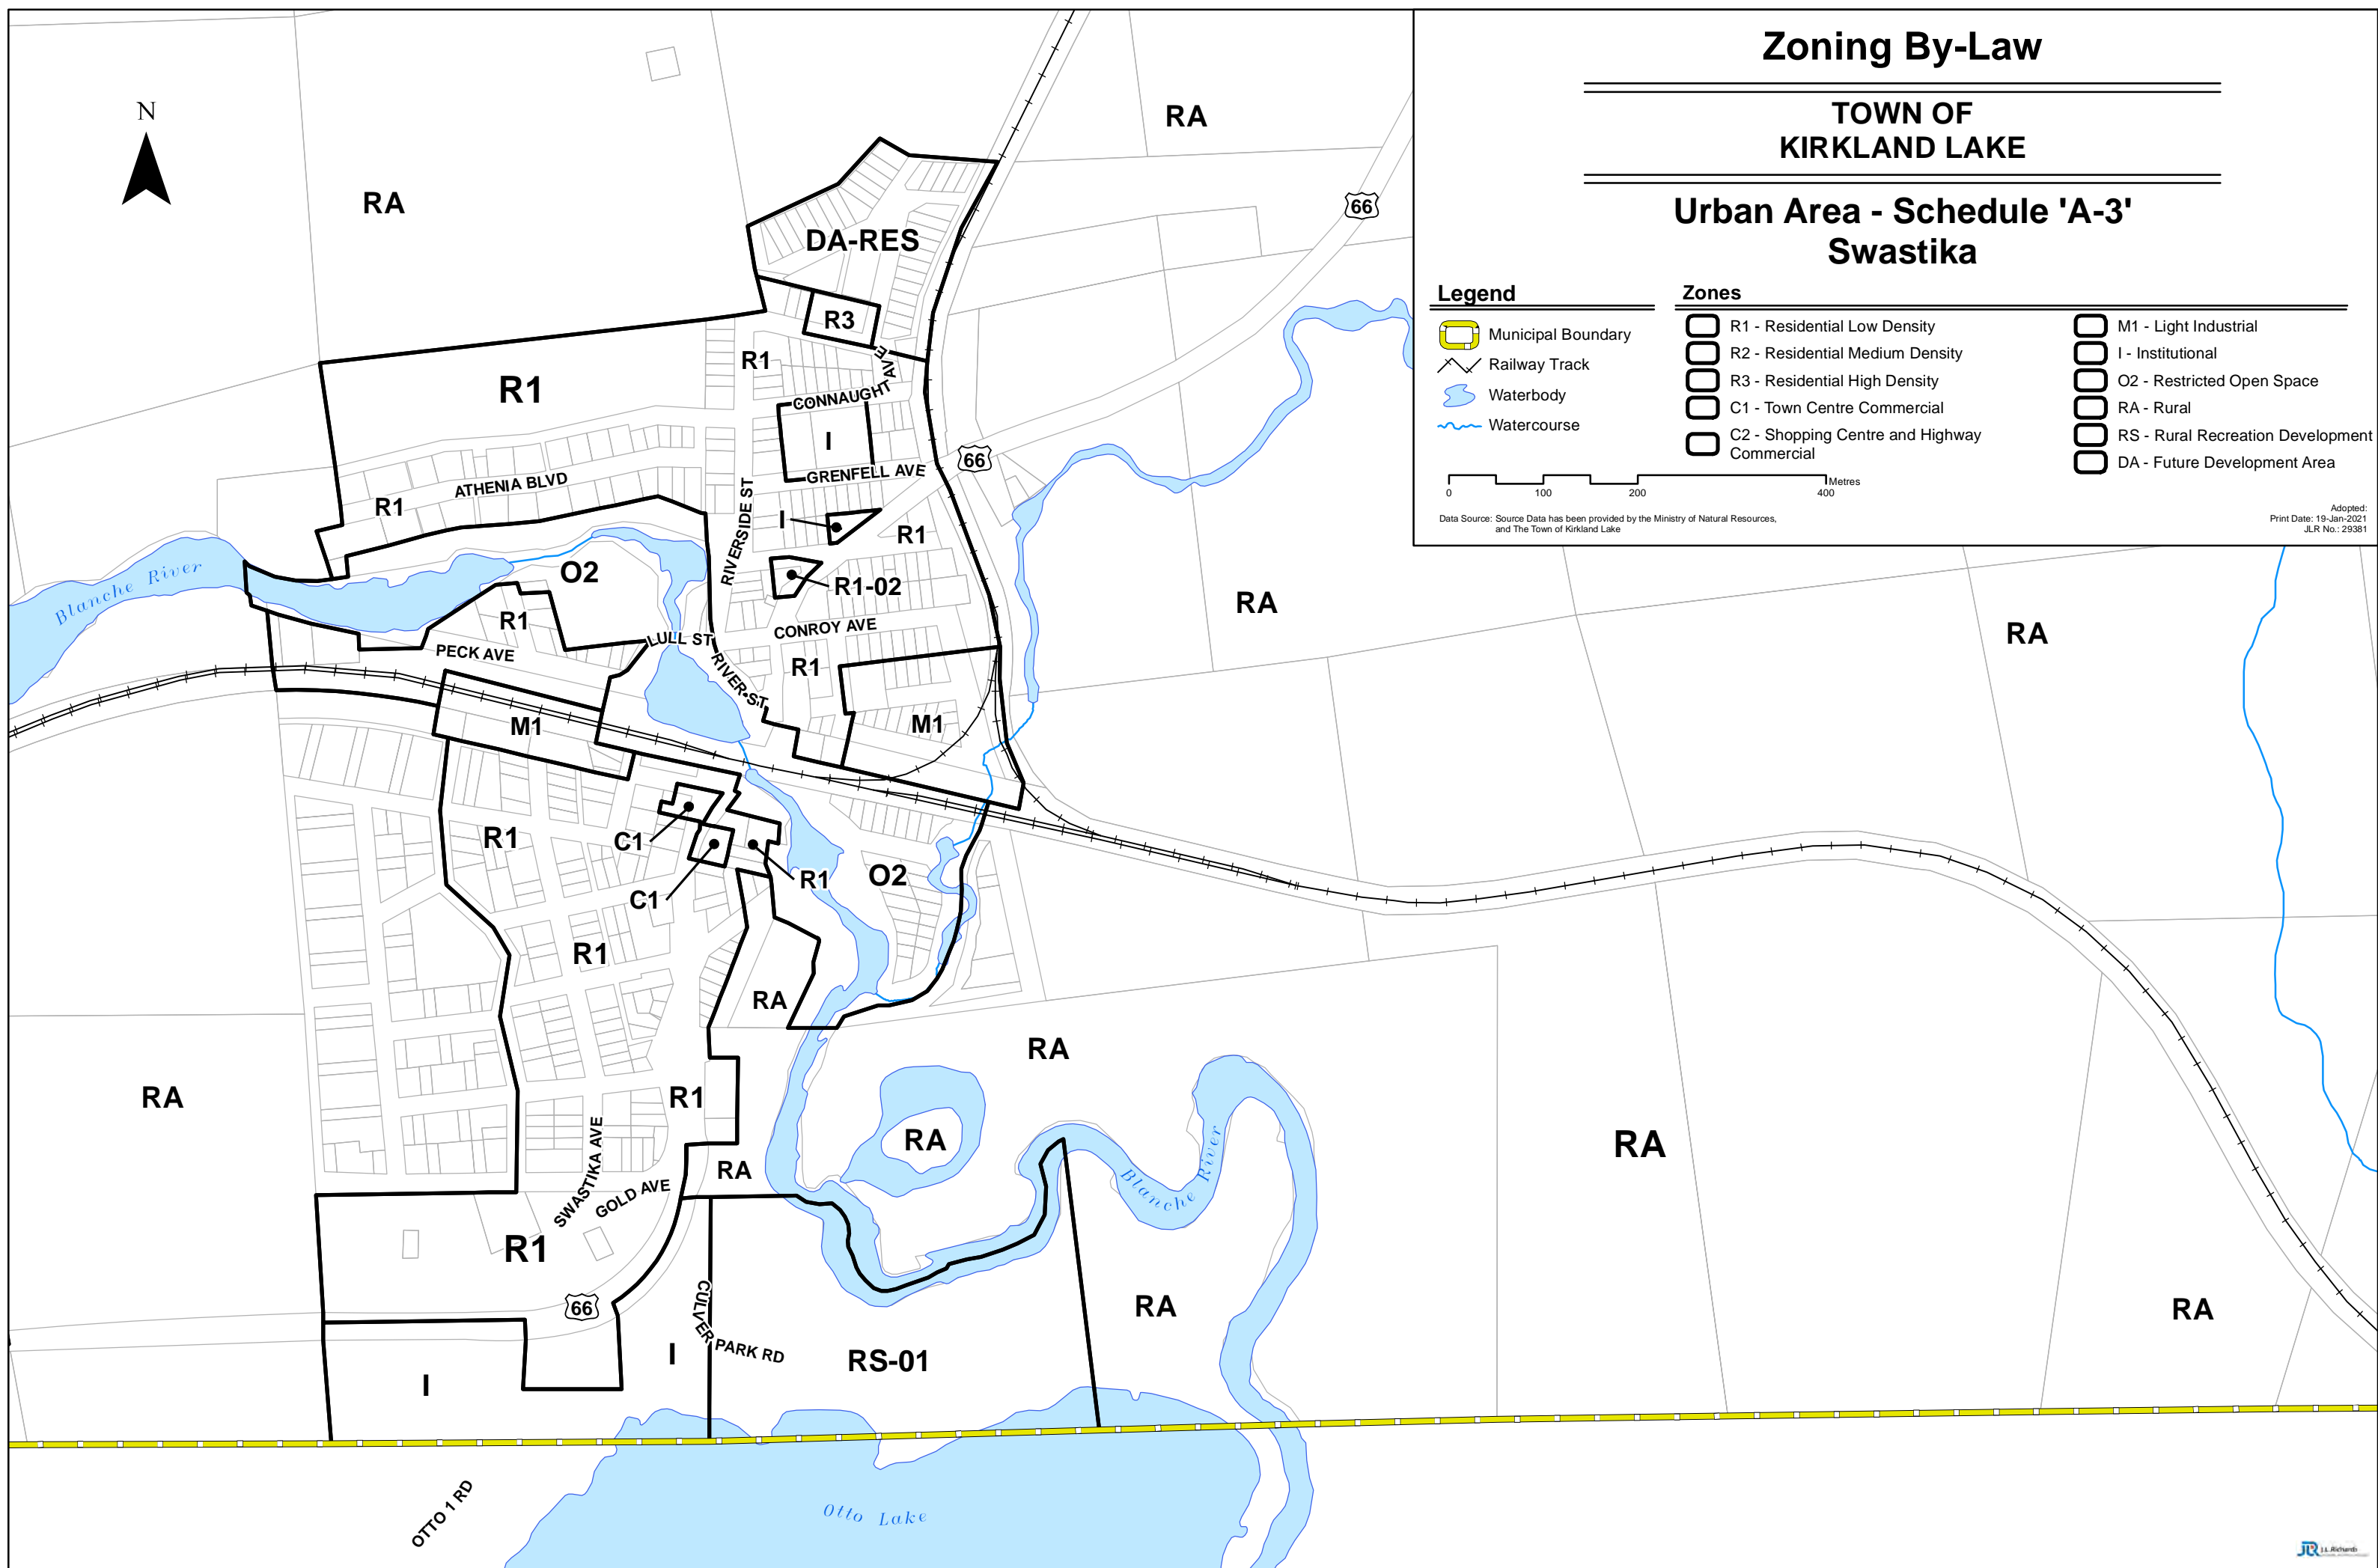 Zoning By-Law
TOWN OF
KIRKLAND LAKE
Urban Area - Schedule 'A-3'
Swastika
Legend
Municipal Boundary
Railway Track
Waterbody
Watercourse
Zones
R1 - Residential Low Density
R2 - Residential Medium Density
R3 - Residential High Density
C1 - Town Centre Commercial
C2 - Shopping Centre and Highway
Commercial
M1 - Light Industrial
I - Institutional
O2 - Restricted Open Space
RA - Rural
RS - Rural Recreation Development
DA - Future Development Area
0 100 200 400 Metres
Data Source: Source Data has been provided by the Ministry of Natural Resources,
and The Town of Kirkland Lake
Adopted:
Print Date: 19-Jan-2021
JLR No.: 29381
N
RA
RA
66
DA-RES
R3
R1
R1
CONNAUGHT AVE
I
66
GRENFELL AVE
ATHENIA BLVD
R1
RIVERSIDE ST
I
R1
Blanche River
O2
R1-02
RA
RA
R1
CONROY AVE
LULL ST
PECK AVE
R1
RIVER ST
M1
M1
R1
C1
R1
O2
C1
R1
RA
RA
RA
R1
RA
RA
Blanche River
SWASTIKA AVE
RA
GOLD AVE
R1
66
CULVER PARK RD
RA
RA
I
RS-01
I
OTTO 1 RD
Otto Lake
JLR J.L.Richards